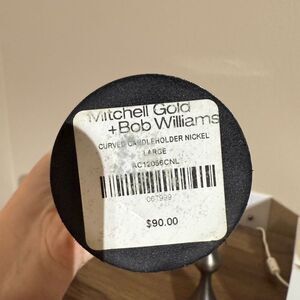 Mitchell Gold
+Bob Williams
CURVED CANDLEHOLDER NICKEL
LARGE
AC12056CNL
067999
$90.00